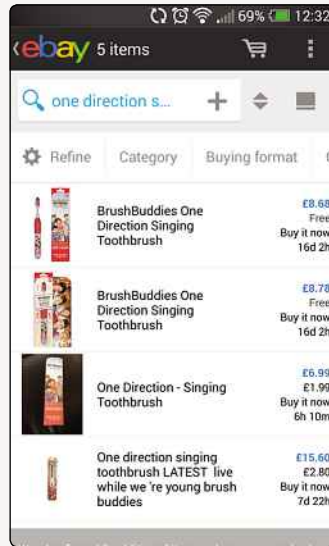 69% 12:32
ebay 5 items
one direction s...
Refine Category Buying format
BrushBuddies One
Direction Singing
Toothbrush
£8.68
Free
Buy it now
16d 2h
BrushBuddies One
Direction Singing
Toothbrush
£8.78
Free
Buy it now
16d 2h
One Direction - Singing
Toothbrush
£6.99
£1.99
Buy it now
6h 10m
One direction singing
toothbrush LATEST live
while we 're young brush
buddies
£15.60
£2.80
Buy it now
7d 22h